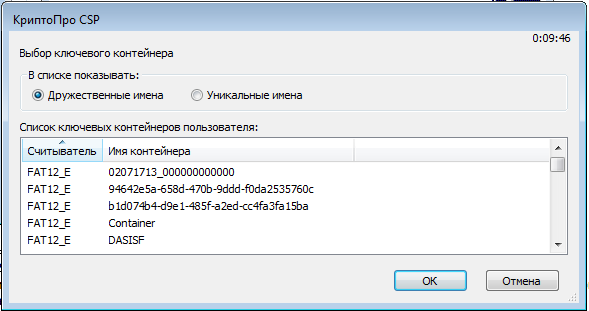 КриптоПро CSP
0:09:46
Выбор ключевого контейнера
В списке показывать:
Дружественные имена Уникальные имена
Список ключевых контейнеров пользователя:
Считыватель Имя контейнера
FAT12_E 02071713_000000000000
FAT12_E 94642e5a-658d-470b-9ddd-f0da2535760c
FAT12_E b1d074b4-d9e1-485f-a2ed-cc4fa3fa15ba
FAT12_E Container
FAT12_E DASISF
ОК Отмена